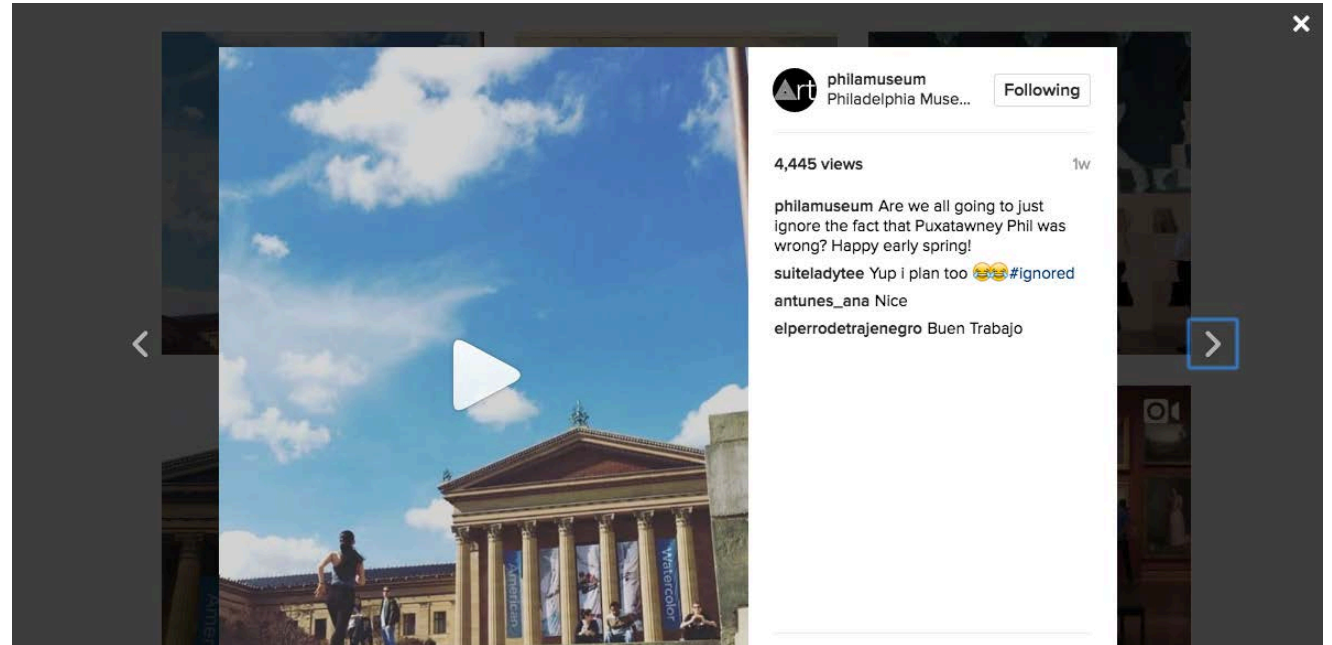 Art
philamuseum
Philadelphia Muse...
Following
4,445 views
1w
philamuseum Are we all going to just
ignore the fact that Puxatawney Phil was
wrong? Happy early spring!
suiteladytee Yup i plan too 😂😂#ignored
antunes_ana Nice
elperrodetrajenegro Buen Trabajo
American
Watercolor
Ameri